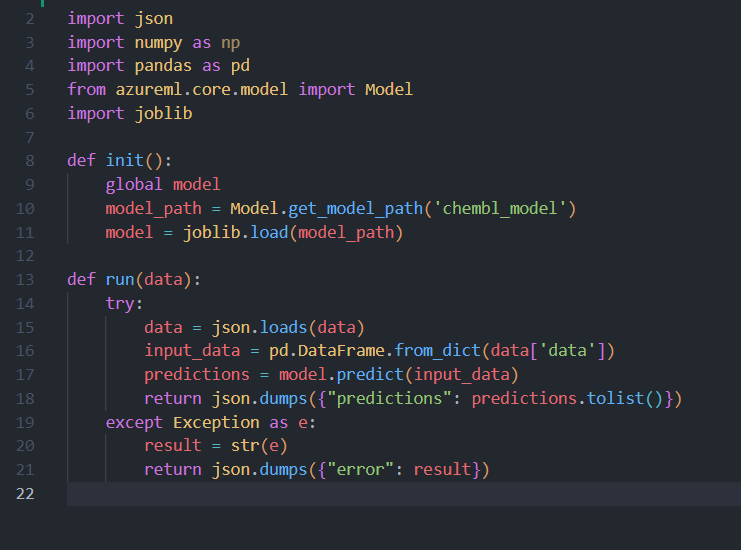 2 import json
3 import numpy as np
4 import pandas as pd
5 from azureml.core.model import Model
6 import joblib
7
8 def init():
9     global model
10     model_path = Model.get_model_path('chembl_model')
11     model = joblib.load(model_path)
12
13 def run(data):
14     try:
15         data = json.loads(data)
16         input_data = pd.DataFrame.from_dict(data['data'])
17         predictions = model.predict(input_data)
18         return json.dumps({"predictions": predictions.tolist()})
19     except Exception as e:
20         result = str(e)
21         return json.dumps({"error": result})
22